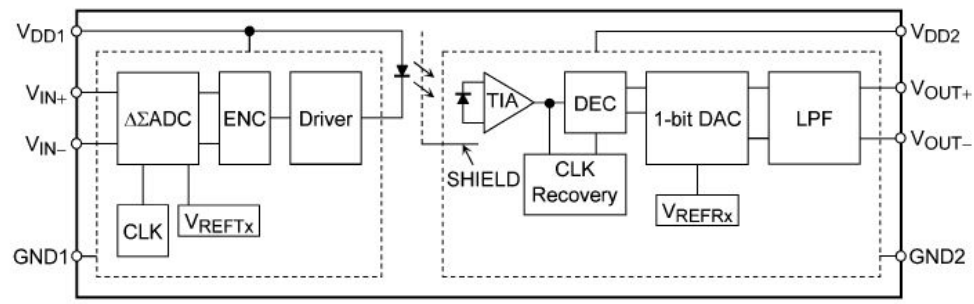 VDD1
VDD2
VIN+
VIN−
ΔΣADC
ENC
Driver
TIA
DEC
1-bit DAC
LPF
VOUT+
VOUT−
SHIELD
CLK
Recovery
CLK
VREFTx
VREFRx
GND1
GND2